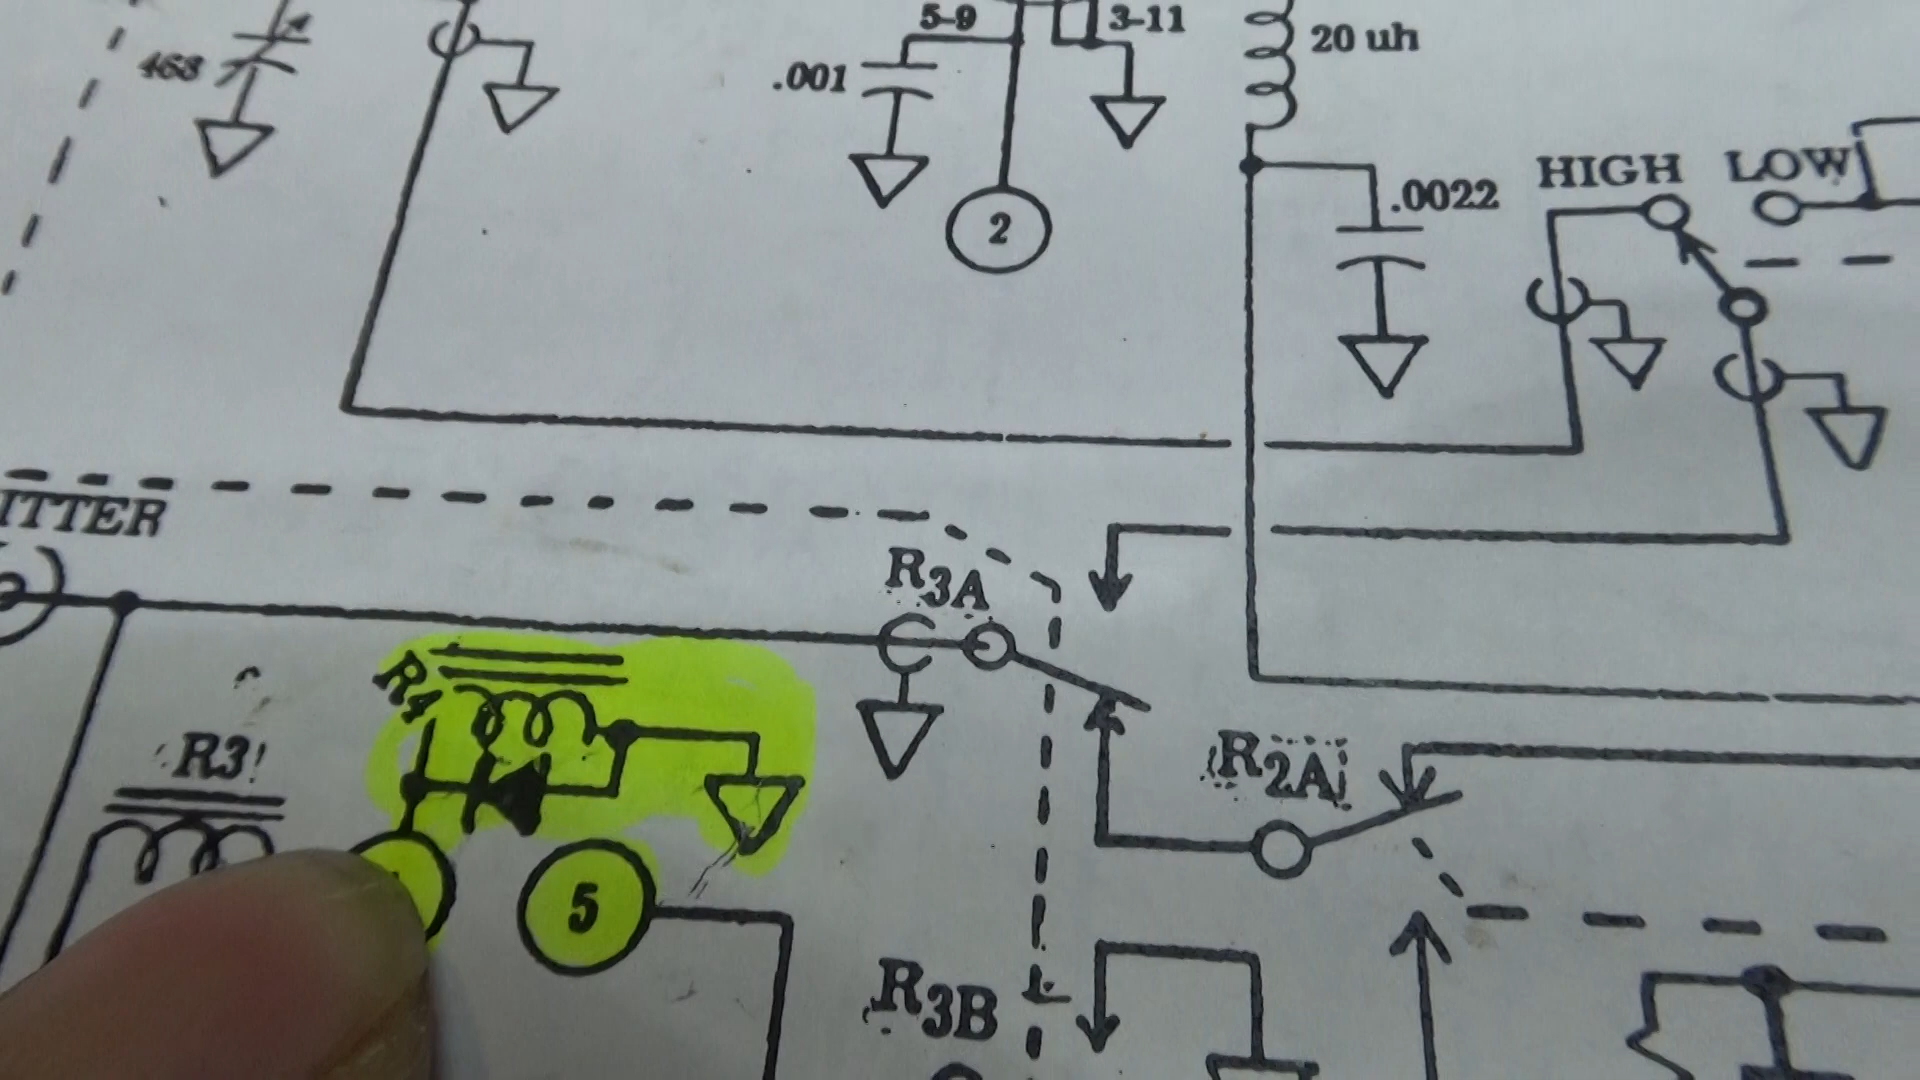 5-9
3-11
20 uh
468
.001
.0022
HIGH LOW
2
ITTER
R3A
R4
R3
R2A
5
R3B